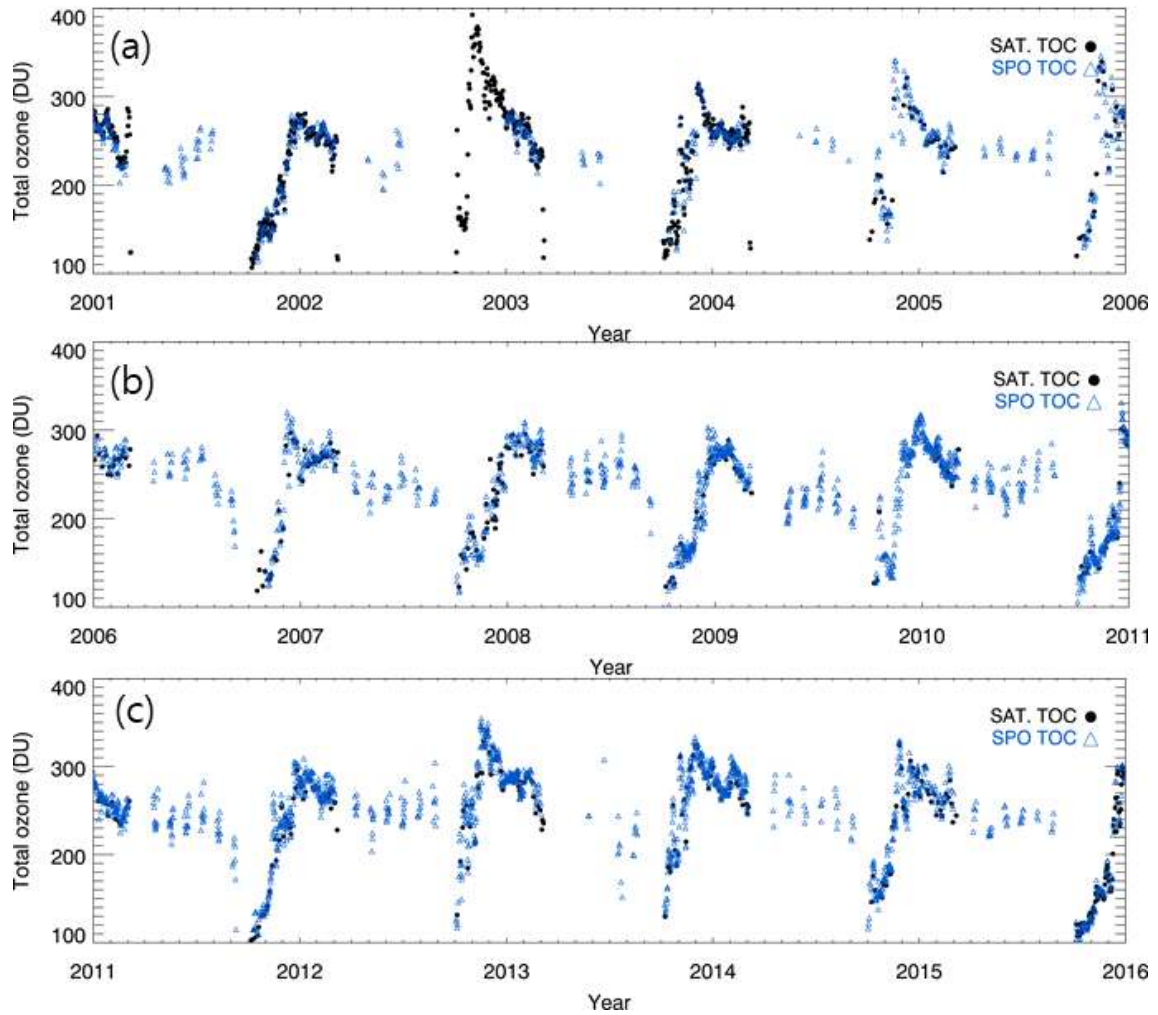 (a)
SAT. TOC ●
SPO TOC △
Total ozone (DU)
400
300
200
100
2001 2002 2003 2004 2005 2006
Year
(b)
SAT. TOC ●
SPO TOC △
Total ozone (DU)
400
300
200
100
2006 2007 2008 2009 2010 2011
Year
(c)
SAT. TOC ●
SPO TOC △
Total ozone (DU)
400
300
200
100
2011 2012 2013 2014 2015 2016
Year